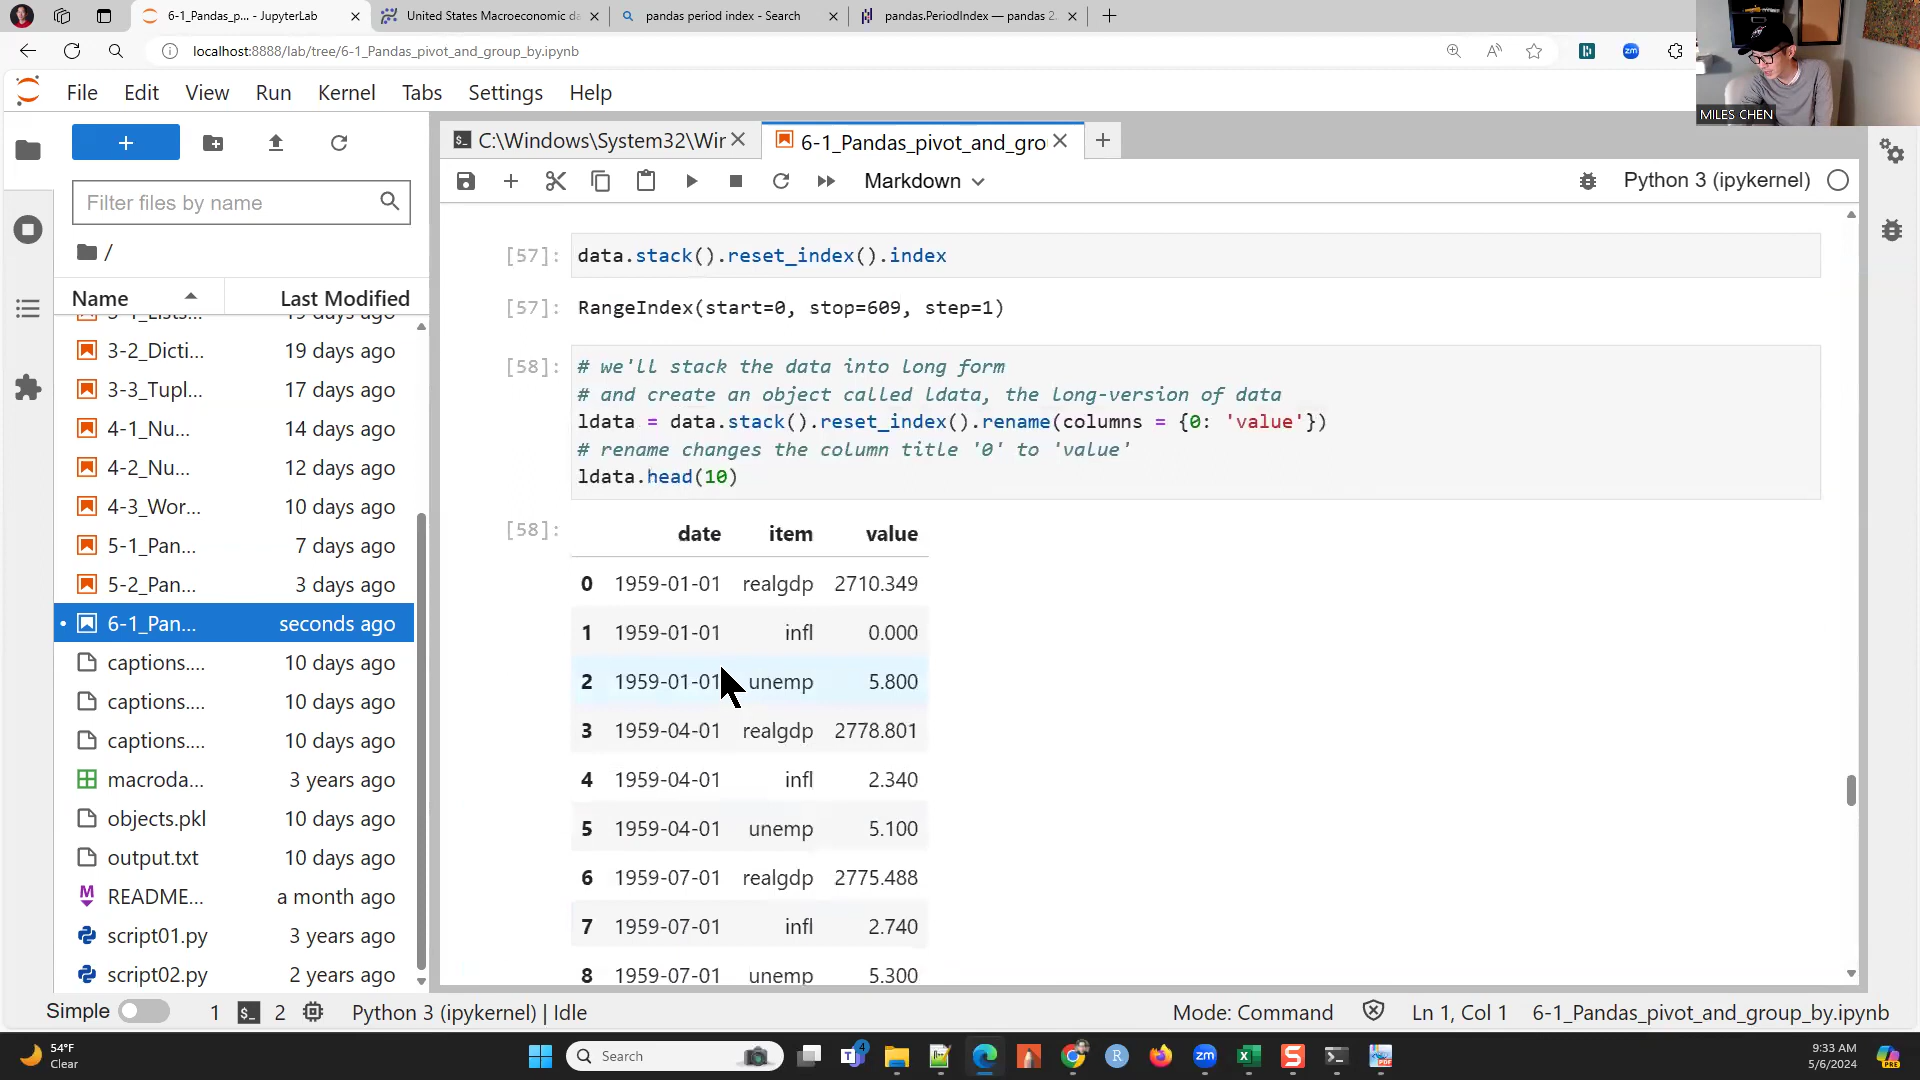 6-1_Pandas_p... - JupyterLab
United States Macroeconomic da
pandas period index - Search
pandas.PeriodIndex — pandas 2.
localhost:8888/lab/tree/6-1_Pandas_pivot_and_group_by.ipynb
MILES CHEN
File Edit View Run Kernel Tabs Settings Help
C:\Windows\System32\Wir
6-1_Pandas_pivot_and_gro
Markdown
Python 3 (ipykernel)
Filter files by name
/
Name Last Modified
3-1_Lists... 19 days ago
3-2_Dicti... 19 days ago
3-3_Tupl... 17 days ago
4-1_Nu... 14 days ago
4-2_Nu... 12 days ago
4-3_Wor... 10 days ago
5-1_Pan... 7 days ago
5-2_Pan... 3 days ago
6-1_Pan... seconds ago
captions.... 10 days ago
captions.... 10 days ago
captions.... 10 days ago
macroda... 3 years ago
objects.pkl 10 days ago
output.txt 10 days ago
README... a month ago
script01.py 3 years ago
script02.py 2 years ago
[57]: data.stack().reset_index().index
[57]: RangeIndex(start=0, stop=609, step=1)
[58]: # we'll stack the data into long form
# and create an object called ldata, the long-version of data
ldata = data.stack().reset_index().rename(columns = {0: 'value'})
# rename changes the column title '0' to 'value'
ldata.head(10)
[58]: date item value
0 1959-01-01 realgdp 2710.349
1 1959-01-01 infl 0.000
2 1959-01-01 unemp 5.800
3 1959-04-01 realgdp 2778.801
4 1959-04-01 infl 2.340
5 1959-04-01 unemp 5.100
6 1959-07-01 realgdp 2775.488
7 1959-07-01 infl 2.740
8 1959-07-01 unemp 5.300
Simple 1 2 Python 3 (ipykernel) | Idle
Mode: Command Ln 1, Col 1 6-1_Pandas_pivot_and_group_by.ipynb
54°F
Clear
Search
4
9:33 AM
5/6/2024